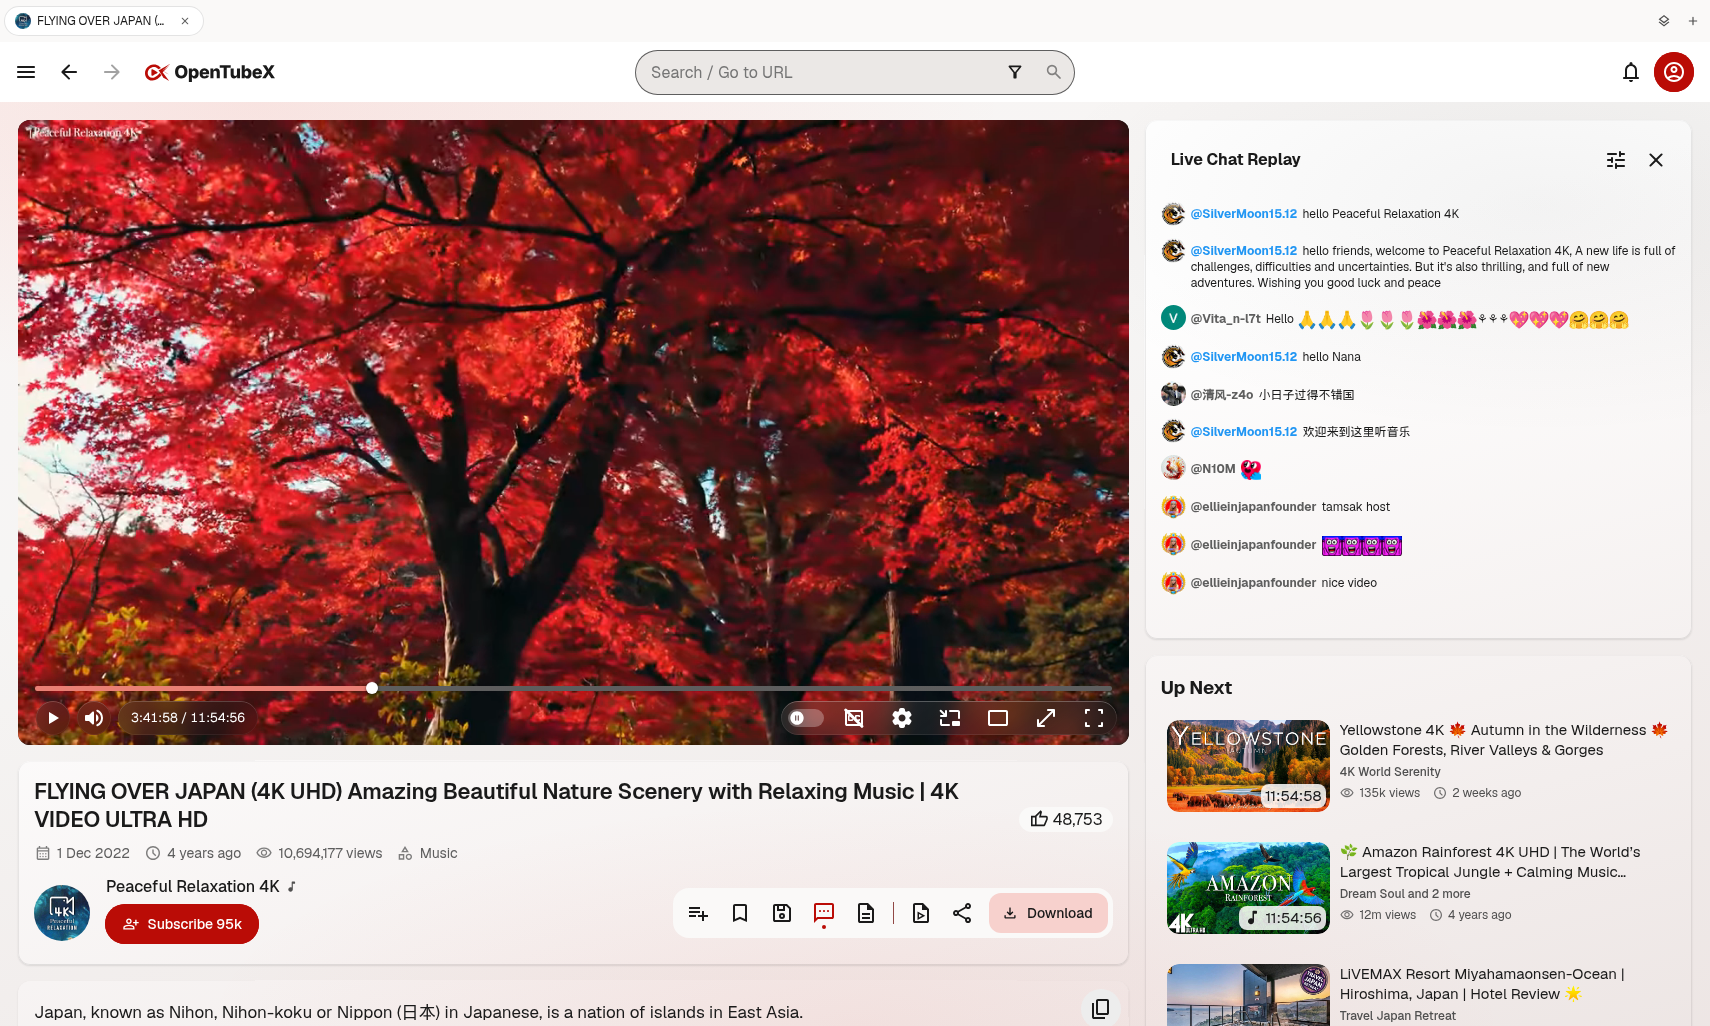 FLYING OVER JAPAN (...
OpenTubeX
Search / Go to URL
Peaceful Relaxation 4K
3:41:58 / 11:54:56
FLYING OVER JAPAN (4K UHD) Amazing Beautiful Nature Scenery with Relaxing Music | 4K
VIDEO ULTRA HD
48,753
1 Dec 2022 4 years ago 10,694,177 views Music
Peaceful Relaxation 4K
Subscribe 95k
Download
Japan, known as Nihon, Nihon-koku or Nippon (日本) in Japanese, is a nation of islands in East Asia.
Live Chat Replay
@SilverMoon15.12 hello Peaceful Relaxation 4K
@SilverMoon15.12 hello friends, welcome to Peaceful Relaxation 4K, A new life is full of
challenges, difficulties and uncertainties. But it's also thrilling, and full of new
adventures. Wishing you good luck and peace
V @Vita_n-l7t Hello 🙏🙏🙏🌷🌷🌷🌺🌺🌺⚘⚘⚘💖💖💖🤗🤗🤗
@SilverMoon15.12 hello Nana
@清风-z4o 小日子过得不错国
@SilverMoon15.12 欢迎来到这里听音乐
@N10M
@ellieinjapanfounder tamsak host
@ellieinjapanfounder
@ellieinjapanfounder nice video
Up Next
YELLOWSTONE
AUTUMN
11:54:58
Yellowstone 4K 🍁 Autumn in the Wilderness 🍁
Golden Forests, River Valleys & Gorges
4K World Serenity
135k views 2 weeks ago
AMAZON
RAINFOREST
4K ULTRA HD
11:54:56
🌿 Amazon Rainforest 4K UHD | The World's
Largest Tropical Jungle + Calming Music...
Dream Soul and 2 more
12m views 4 years ago
LiVEMAX Resort Miyahamaonsen-Ocean |
Hiroshima, Japan | Hotel Review 🌟
Travel Japan Retreat